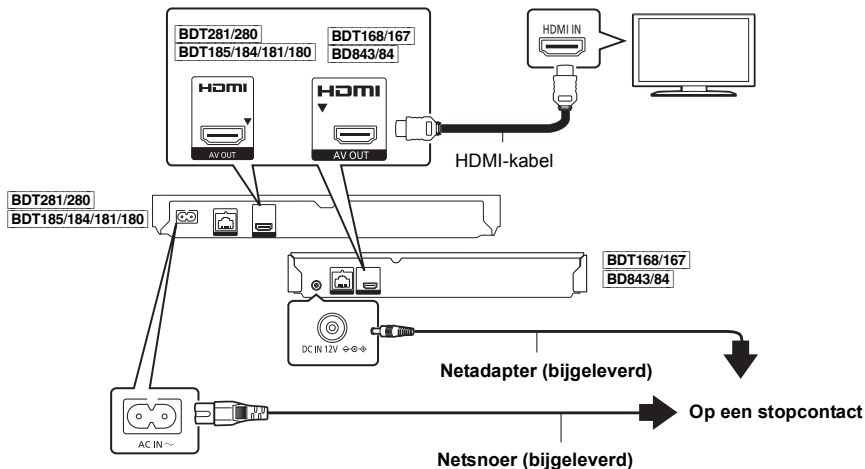 BDT281/280
BDT185/184/181/180
BDT168/167
BD843/84
HDMI
AV OUT
HDMI
AV OUT
HDMI IN
HDMI-kabel
BDT281/280
BDT185/184/181/180
BDT168/167
BD843/84
DC IN 12V
Netadapter (bijgeleverd)
Op een stopcontact
AC IN ~
Netsnoer (bijgeleverd)